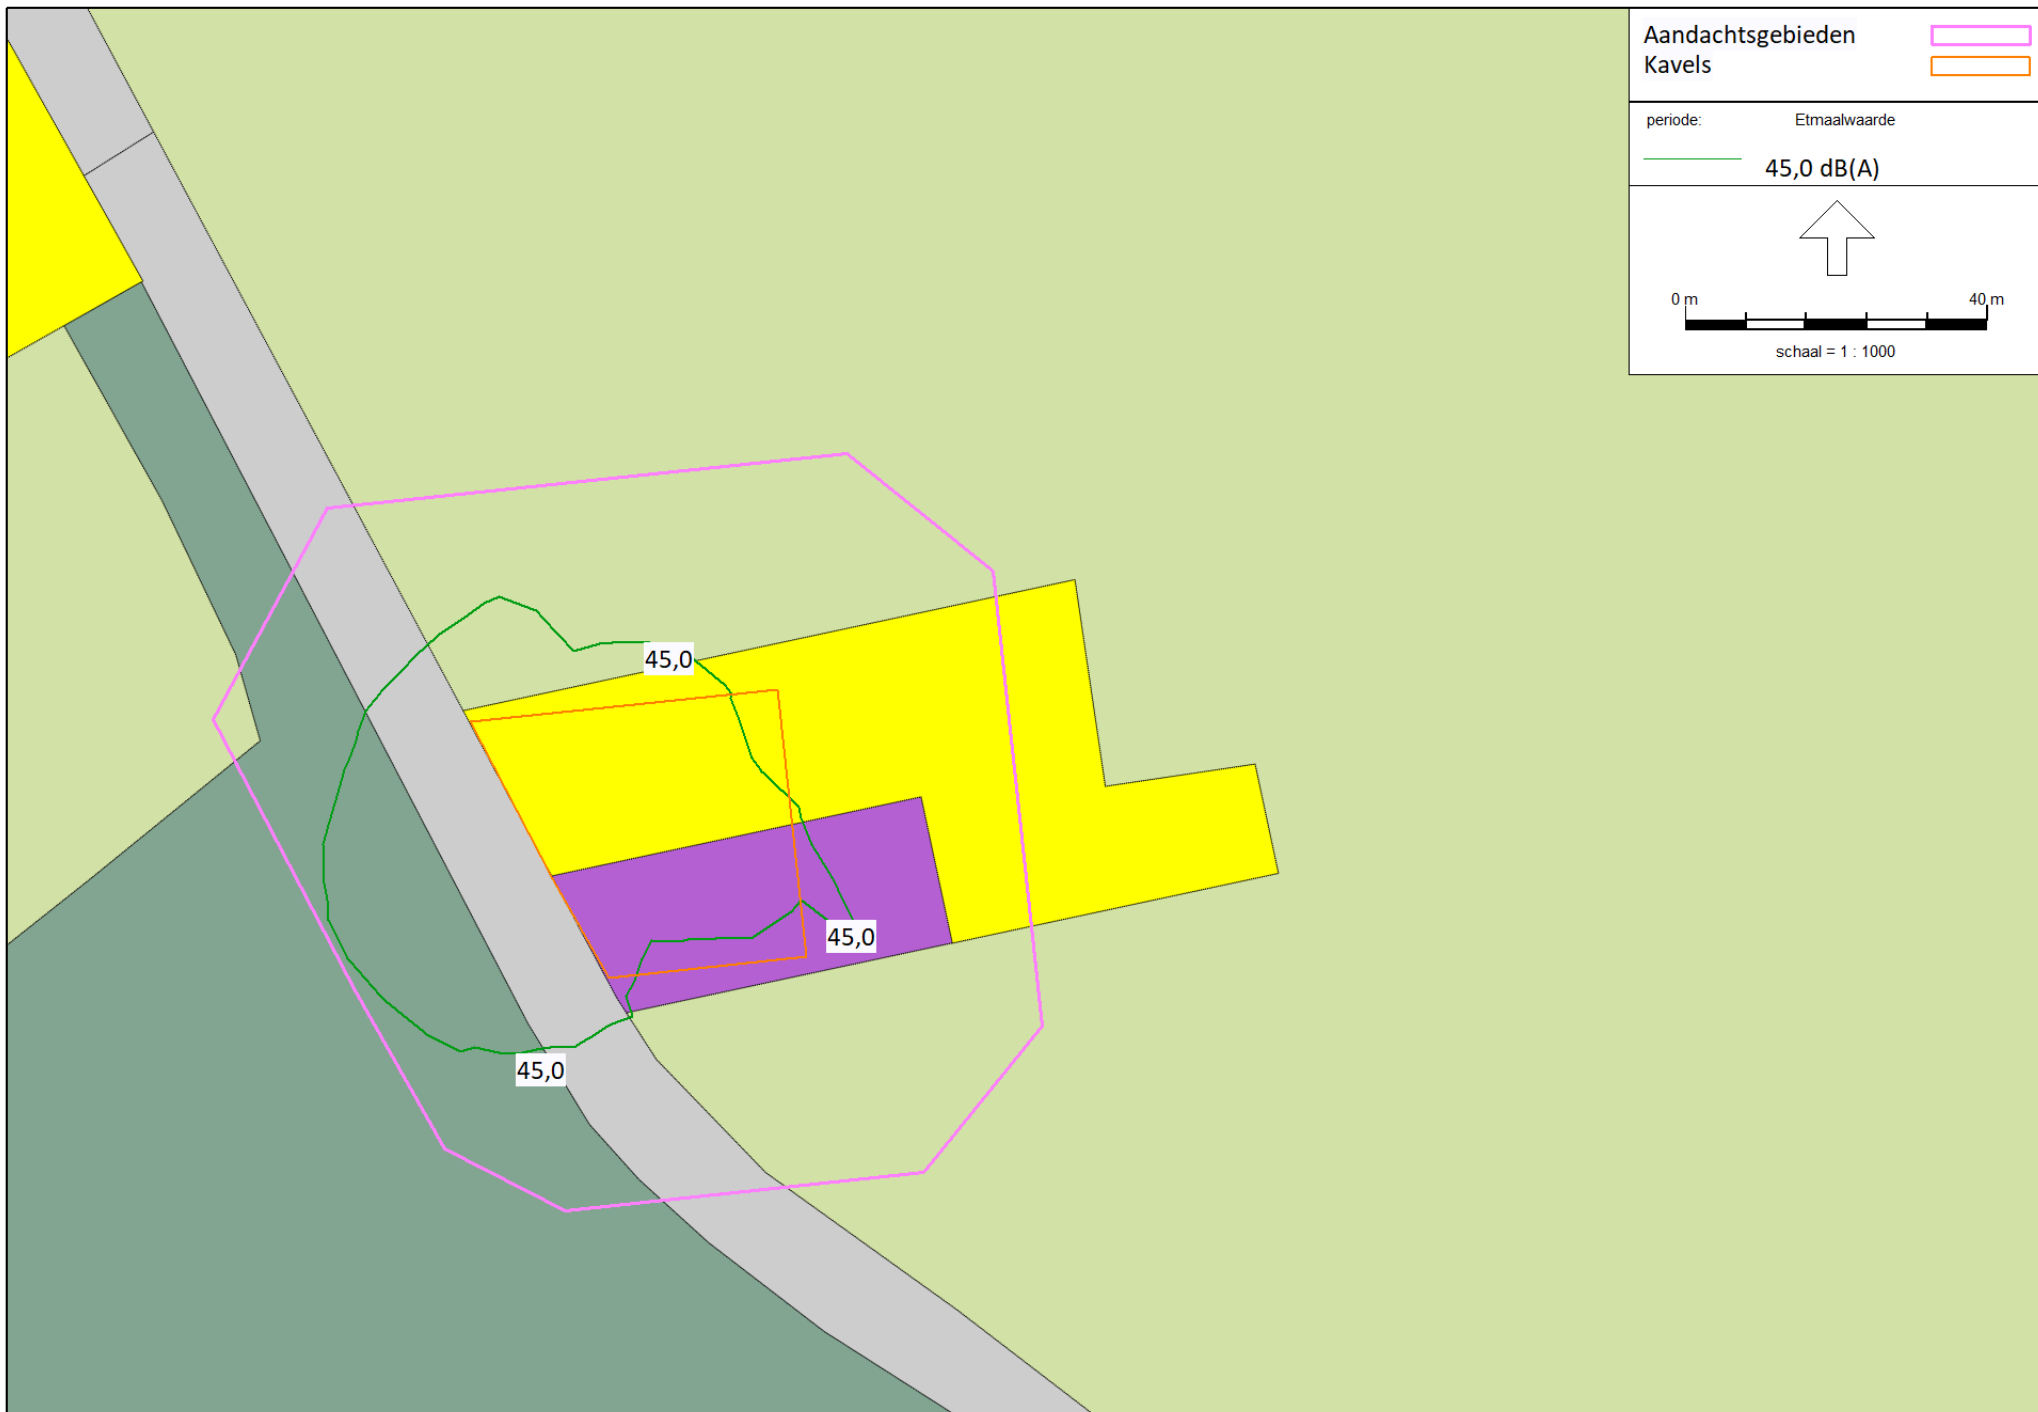 Aandachtsgebieden
Kavels
periode: Etmaalwaarde
45,0 dB(A)
0 m 40 m
schaal = 1 : 1000
45,0
45,0
45,0